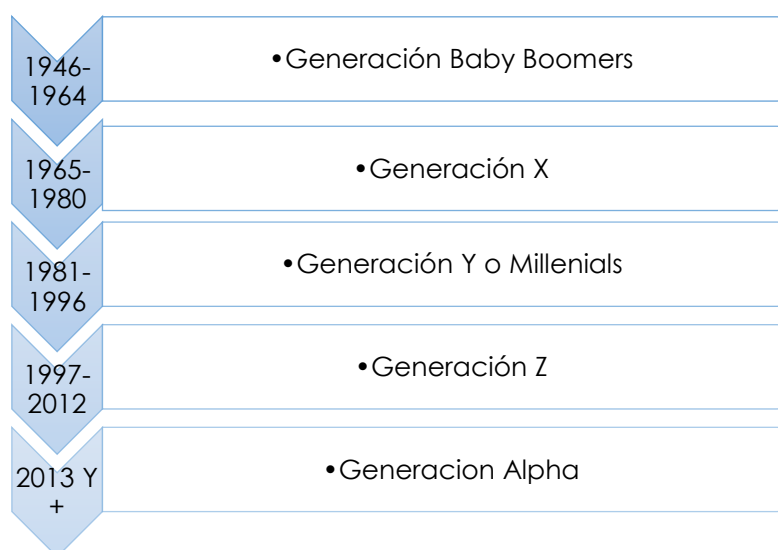 1946-
1964
•Generación Baby Boomers
1965-
1980
•Generación X
1981-
1996
•Generación Y o Millenials
1997-
2012
•Generación Z
2013 Y
+
•Generacion Alpha